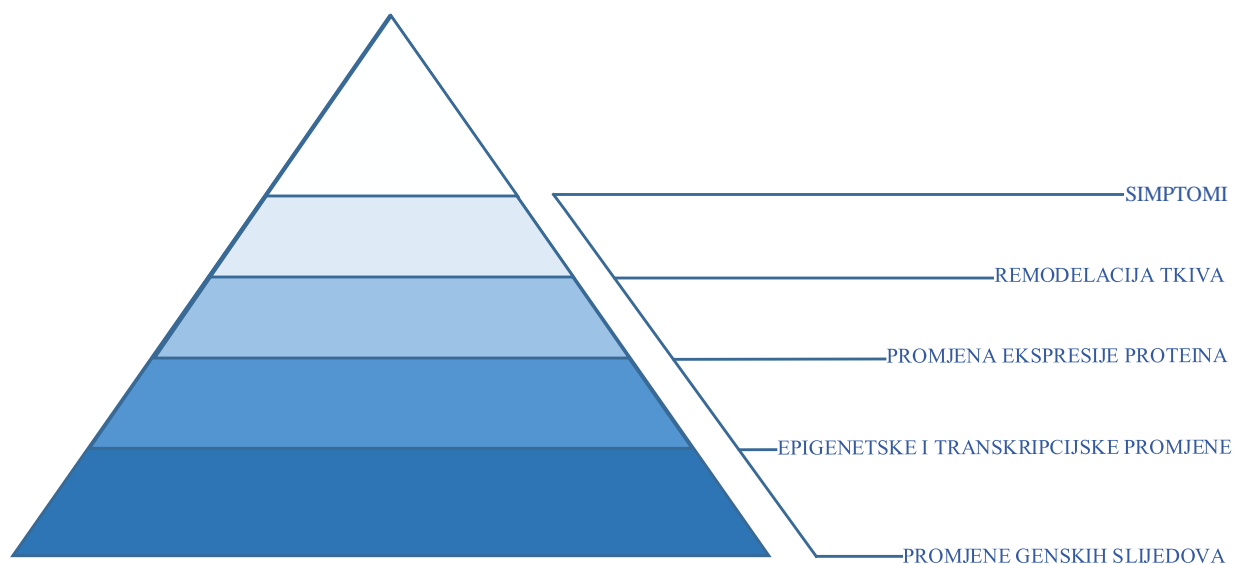 SIMPTOMI
REMODELACIJA TKIVA
PROMJENA EKSPRESIJE PROTEINA
EPIGENETSKE I TRANSKRIPCIJSKE PROMJENE
PROMJENE GENSKIH SLIJEDOVA